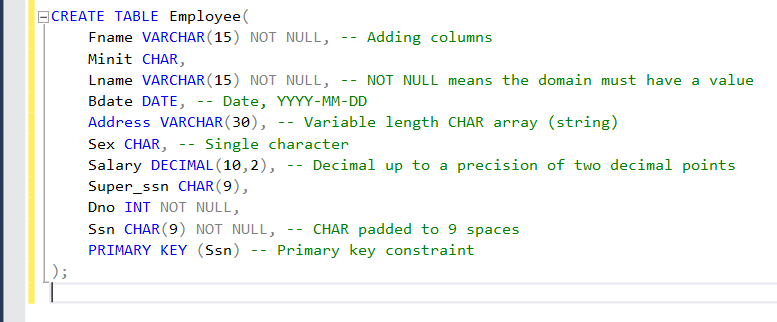 CREATE TABLE Employee(
Fname VARCHAR(15) NOT NULL, -- Adding columns
Minit CHAR,
Lname VARCHAR(15) NOT NULL, -- NOT NULL means the domain must have a value
Bdate DATE, -- Date, YYYY-MM-DD
Address VARCHAR(30), -- Variable length CHAR array (string)
Sex CHAR, -- Single character
Salary DECIMAL(10,2), -- Decimal up to a precision of two decimal points
Super_ssn CHAR(9),
Dno INT NOT NULL,
Ssn CHAR(9) NOT NULL, -- CHAR padded to 9 spaces
PRIMARY KEY (Ssn) -- Primary key constraint
);